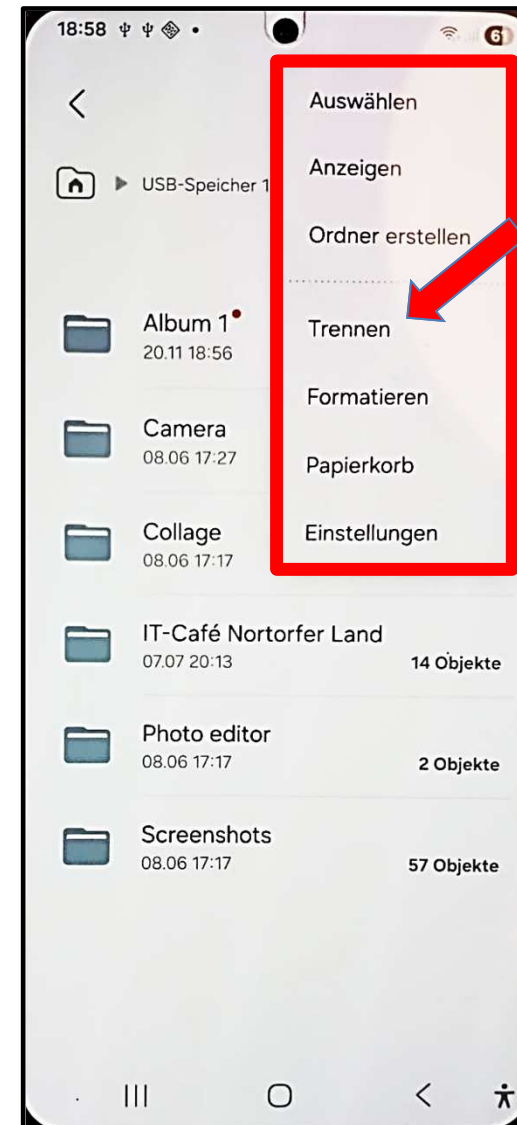 18:58
61
Auswählen
Anzeigen
USB-Speicher 1
Ordner erstellen
Album 1
20.11 18:56
Trennen
Formatieren
Camera
08.06 17:27
Papierkorb
Collage
08.06 17:17
Einstellungen
IT-Café Nortorfer Land
07.07 20:13
14 Objekte
Photo editor
08.06 17:17
2 Objekte
Screenshots
08.06 17:17
57 Objekte